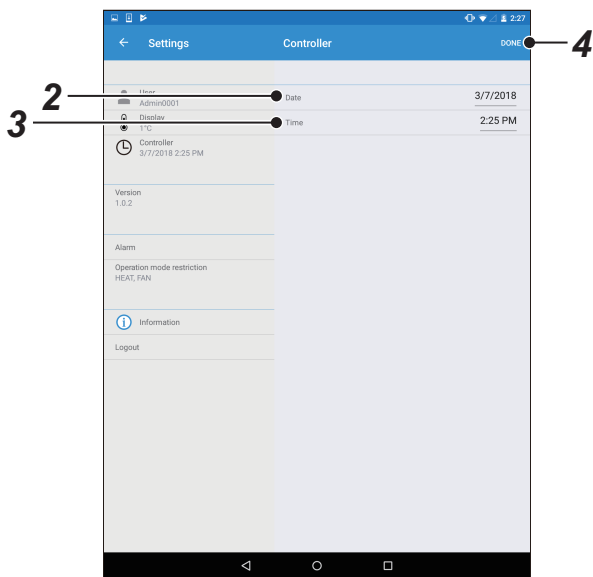 2:27
Settings
Controller
DONE
4
2
3
User
Admin0001
Display
1°C
Controller
3/7/2018 2:25 PM
Version
1.0.2
Alarm
Operation mode restriction
HEAT, FAN
Information
Logout
Date
3/7/2018
Time
2:25 PM